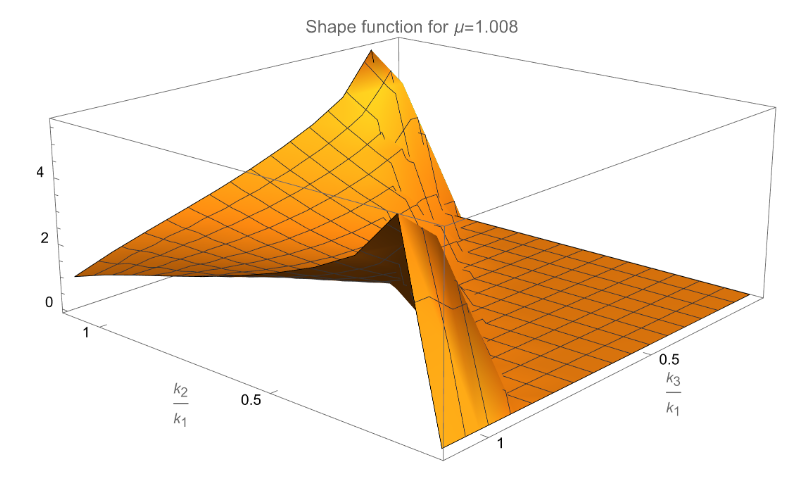 Shape function for μ=1.008
4
2
0
1
0.5
k2
k1
0.5
k3
k1
1